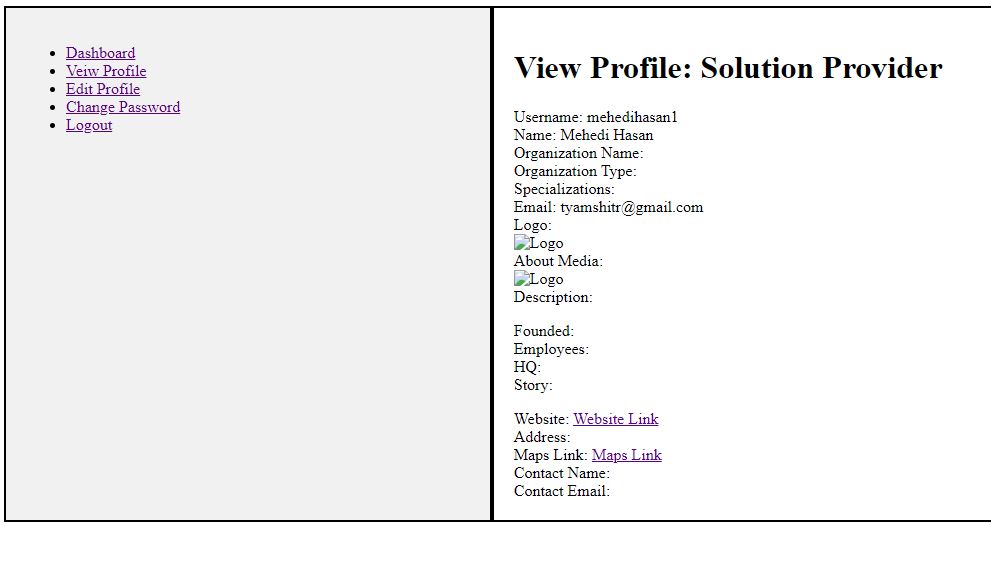 Dashboard
Veiw Profile
Edit Profile
Change Password
Logout
View Profile: Solution Provider
Username: mehedihasan1
Name: Mehedi Hasan
Organization Name:
Organization Type:
Specializations:
Email: tyamshitr@gmail.com
Logo:
Logo
About Media:
Logo
Description:
Founded:
Employees:
HQ:
Story:
Website: Website Link
Address:
Maps Link: Maps Link
Contact Name:
Contact Email: